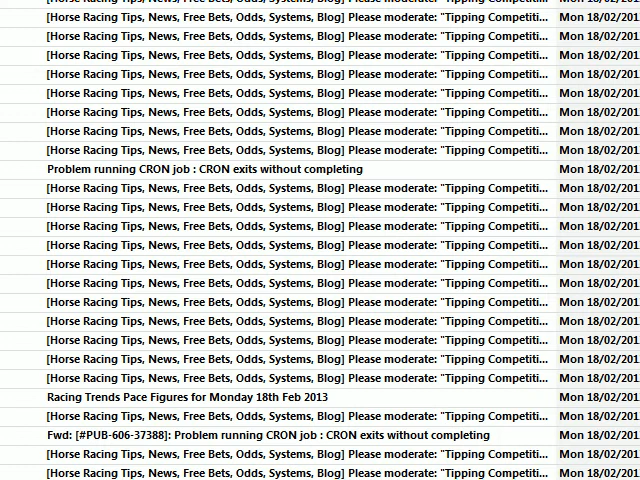 [Horse Racing Tips, News, Free Bets, Odds, Systems, Blog] Please moderate: "Tipping Competiti... Mon 18/02/201
[Horse Racing Tips, News, Free Bets, Odds, Systems, Blog] Please moderate: "Tipping Competiti... Mon 18/02/201
[Horse Racing Tips, News, Free Bets, Odds, Systems, Blog] Please moderate: "Tipping Competiti... Mon 18/02/201
[Horse Racing Tips, News, Free Bets, Odds, Systems, Blog] Please moderate: "Tipping Competiti... Mon 18/02/201
[Horse Racing Tips, News, Free Bets, Odds, Systems, Blog] Please moderate: "Tipping Competiti... Mon 18/02/201
[Horse Racing Tips, News, Free Bets, Odds, Systems, Blog] Please moderate: "Tipping Competiti... Mon 18/02/201
[Horse Racing Tips, News, Free Bets, Odds, Systems, Blog] Please moderate: "Tipping Competiti... Mon 18/02/201
[Horse Racing Tips, News, Free Bets, Odds, Systems, Blog] Please moderate: "Tipping Competiti... Mon 18/02/201
[Horse Racing Tips, News, Free Bets, Odds, Systems, Blog] Please moderate: "Tipping Competiti... Mon 18/02/201
Problem running CRON job : CRON exits without completing Mon 18/02/201
[Horse Racing Tips, News, Free Bets, Odds, Systems, Blog] Please moderate: "Tipping Competiti... Mon 18/02/201
[Horse Racing Tips, News, Free Bets, Odds, Systems, Blog] Please moderate: "Tipping Competiti... Mon 18/02/201
[Horse Racing Tips, News, Free Bets, Odds, Systems, Blog] Please moderate: "Tipping Competiti... Mon 18/02/201
[Horse Racing Tips, News, Free Bets, Odds, Systems, Blog] Please moderate: "Tipping Competiti... Mon 18/02/201
[Horse Racing Tips, News, Free Bets, Odds, Systems, Blog] Please moderate: "Tipping Competiti... Mon 18/02/201
[Horse Racing Tips, News, Free Bets, Odds, Systems, Blog] Please moderate: "Tipping Competiti... Mon 18/02/201
[Horse Racing Tips, News, Free Bets, Odds, Systems, Blog] Please moderate: "Tipping Competiti... Mon 18/02/201
[Horse Racing Tips, News, Free Bets, Odds, Systems, Blog] Please moderate: "Tipping Competiti... Mon 18/02/201
[Horse Racing Tips, News, Free Bets, Odds, Systems, Blog] Please moderate: "Tipping Competiti... Mon 18/02/201
[Horse Racing Tips, News, Free Bets, Odds, Systems, Blog] Please moderate: "Tipping Competiti... Mon 18/02/201
[Horse Racing Tips, News, Free Bets, Odds, Systems, Blog] Please moderate: "Tipping Competiti... Mon 18/02/201
Racing Trends Pace Figures for Monday 18th Feb 2013 Mon 18/02/201
[Horse Racing Tips, News, Free Bets, Odds, Systems, Blog] Please moderate: "Tipping Competiti... Mon 18/02/201
Fwd: [#PUB-606-37388]: Problem running CRON job : CRON exits without completing Mon 18/02/201
[Horse Racing Tips, News, Free Bets, Odds, Systems, Blog] Please moderate: "Tipping Competiti... Mon 18/02/201
[Horse Racing Tips, News, Free Bets, Odds, Systems, Blog] Please moderate: "Tipping Competiti... Mon 18/02/201